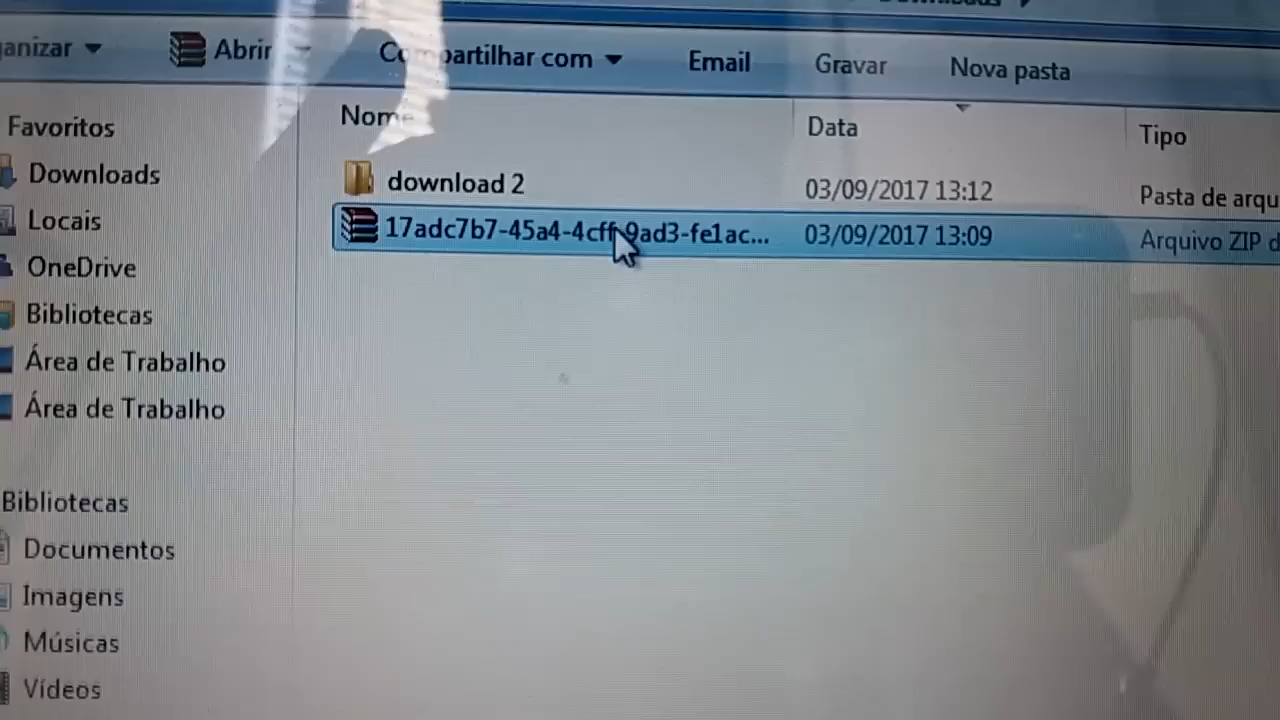 anizar Abrir Compartilhar com Email Gravar Nova pasta
Nome Data Tipo
download 2 03/09/2017 13:12 Pasta de arqu
17adc7b7-45a4-4cff-9ad3-fe1ac... 03/09/2017 13:09 Arquivo ZIP d
Favoritos
Downloads
Locais
OneDrive
Bibliotecas
Área de Trabalho
Área de Trabalho
Bibliotecas
Documentos
Imagens
Músicas
Vídeos